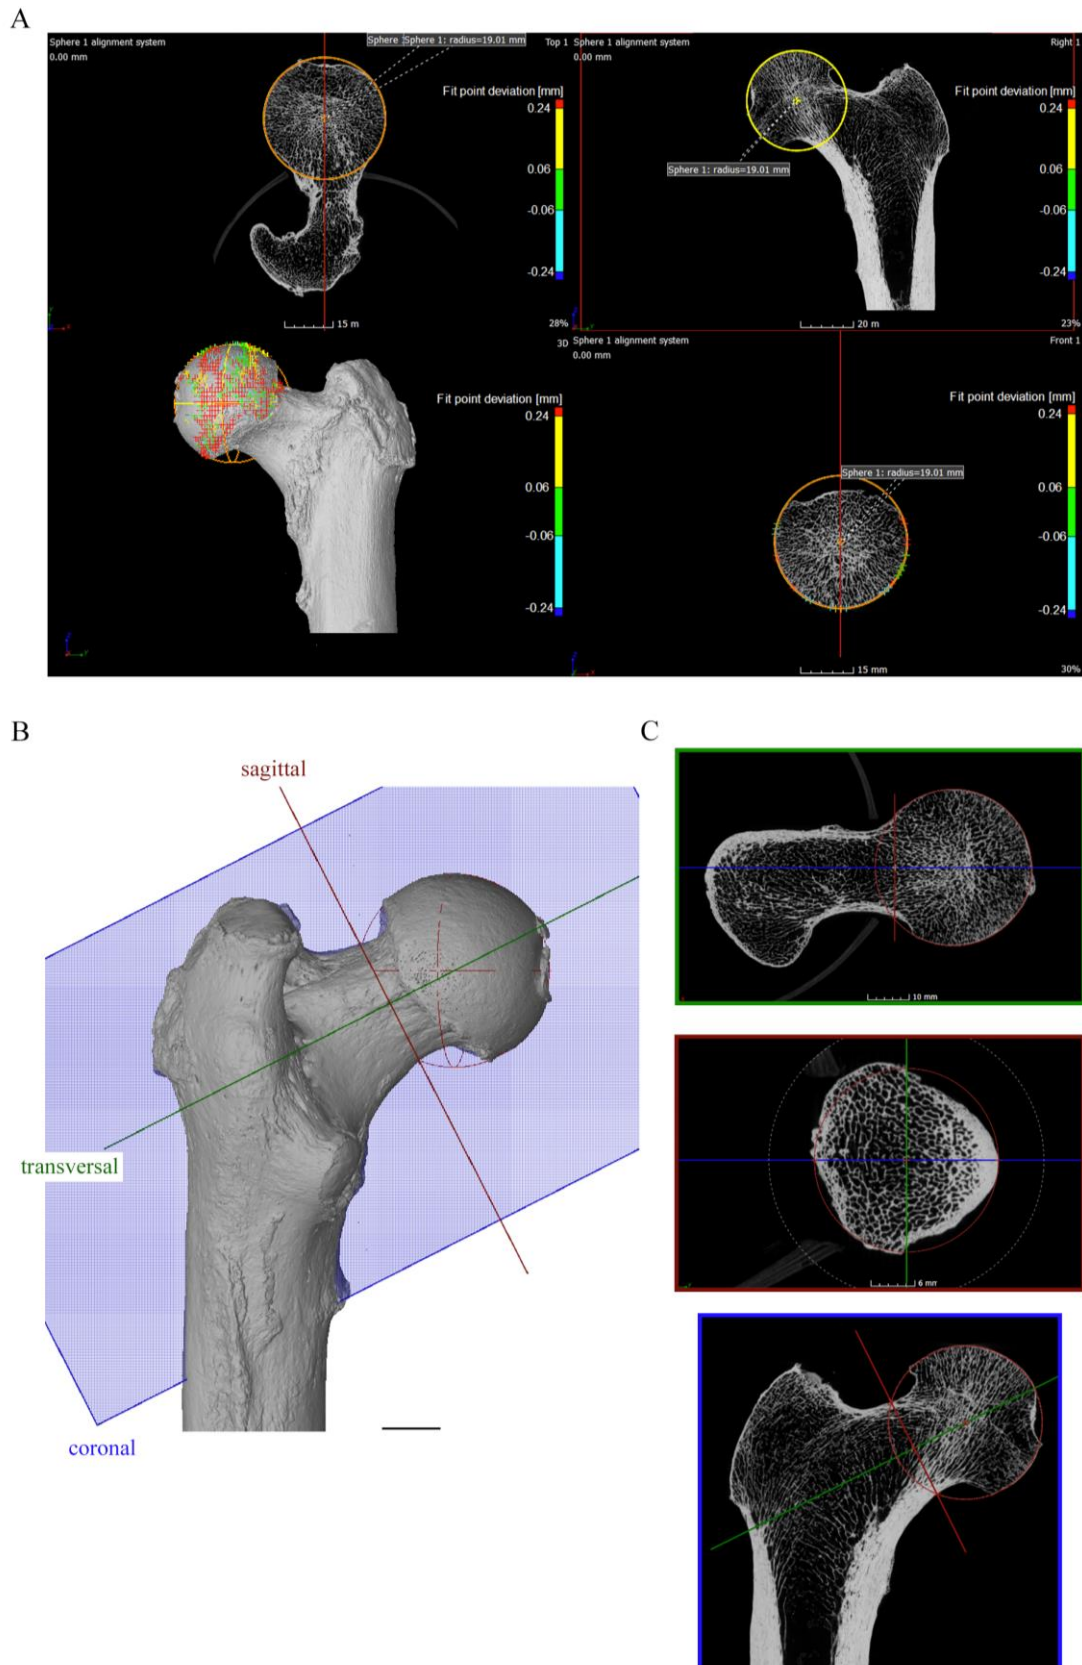 A
Sphere 1 alignment system
0.00 mm
Sphere 1: radius=19.01 mm
Top 1
Fit point deviation [mm]
0.24
0.06
-0.06
-0.24
15 m
28%
Sphere 1 alignment system
0.00 mm
Right 1
Fit point deviation [mm]
0.24
0.06
-0.06
-0.24
Sphere 1: radius=19.01 mm
20 m
23%
3D
Fit point deviation [mm]
0.24
0.06
-0.06
-0.24
Sphere 1 alignment system
0.00 mm
Front 1
Fit point deviation [mm]
0.24
0.06
-0.06
-0.24
Sphere 1: radius=19.01 mm
15 mm
30%
B
sagittal
transversal
coronal
C
10 mm
6 mm